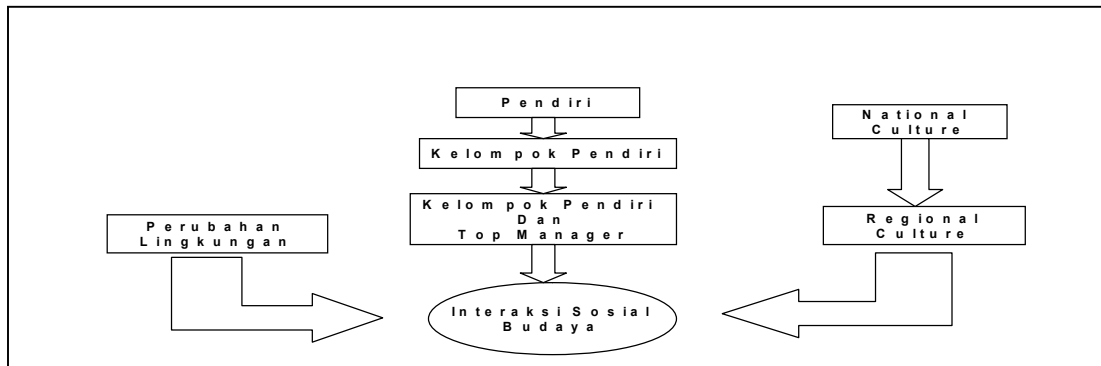 Pendiri
Kelompok Pendiri
Kelompok Pendiri
Dan
Top Manager
National
Culture
Perubahan
Lingkungan
Regional
Culture
Interaksi Sosial
Budaya